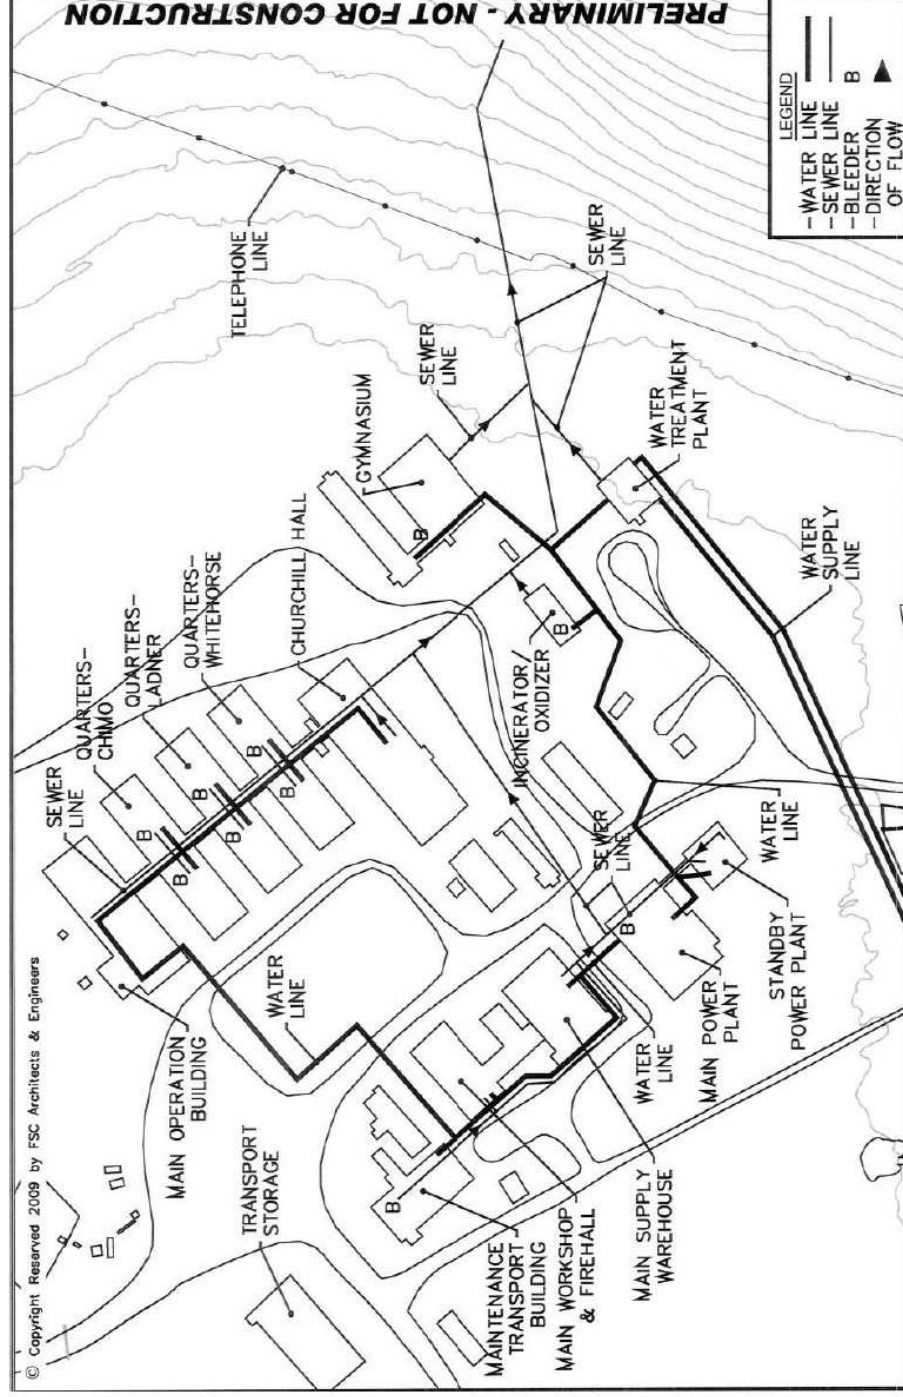 PRELIMINARY - NOT FOR CONSTRUCTION
© Copyright Reserved 2009 by FSC Architects & Engineers
LEGEND
- WATER LINE
- SEWER LINE
- BLEEDER B
- DIRECTION
OF FLOW
TELEPHONE
LINE
SEWER
LINE
SEWER
LINE
GYMNASIUM
WATER
TREATMENT
PLANT
WATER
SUPPLY
LINE
CHURCHILL HALL
QUARTERS-
WHITEHORSE
QUARTERS-
LADNER
QUARTERS-
CHIMO
SEWER
LINE
INCINERATOR/
OXIDIZER
SEWER
LINE
WATER
LINE
STANDBY
POWER PLANT
MAIN POWER
PLANT
WATER
LINE
WATER
LINE
MAIN OPERATION
BUILDING
TRANSPORT
STORAGE
MAINTENANCE
TRANSPORT
BUILDING
MAIN WORKSHOP
& FIREHALL
MAIN SUPPLY
WAREHOUSE
B
B
B
B
B
B
B
B
B
B